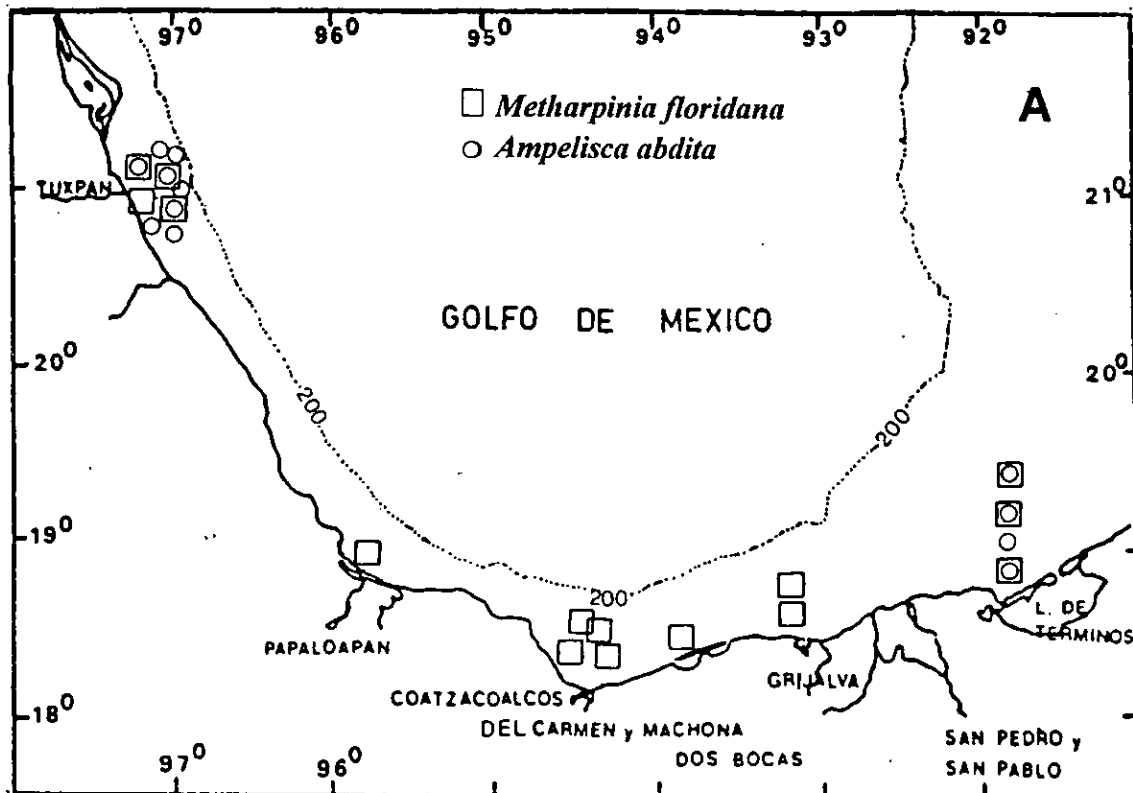 97⁰ 96⁰ 95⁰ 94⁰ 93⁰ 92⁰
Metharpinia floridana
A
Ampelisca abdita
TUXPAN
21⁰
GOLFO DE MEXICO
20⁰ 20⁰
200
200
19⁰
200
L. DE
TERMINOS
PAPALOAPAN
GRIJALVA
COATZACOALCOS
18⁰
DEL CARMEN y MACHONA
DOS BOCAS
SAN PEDRO y
SAN PABLO
97⁰ 96⁰